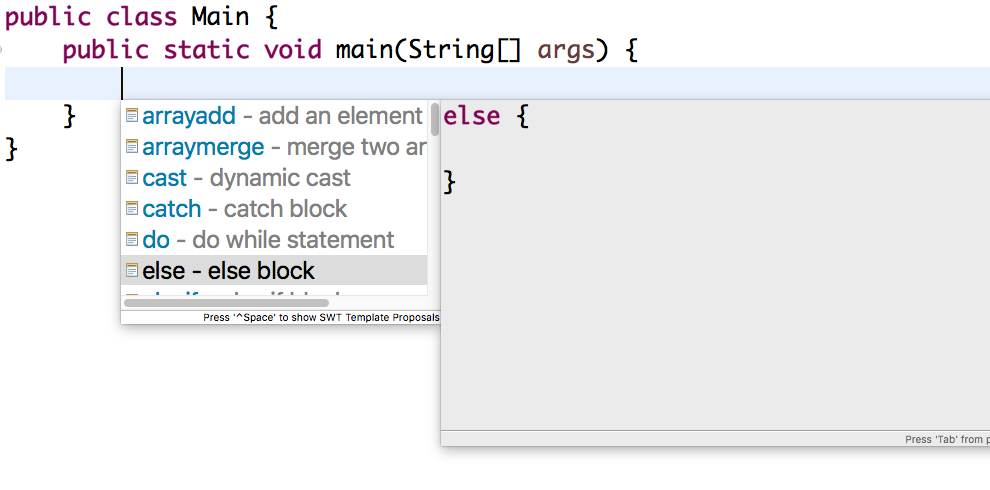 public class Main {
public static void main(String[] args) {
}
}
arrayadd - add an element
arraymerge - merge two ar
cast - dynamic cast
catch - catch block
do - do while statement
else - else block
Press '^Space' to show SWT Template Proposals
else {
}
Press 'Tab' from p